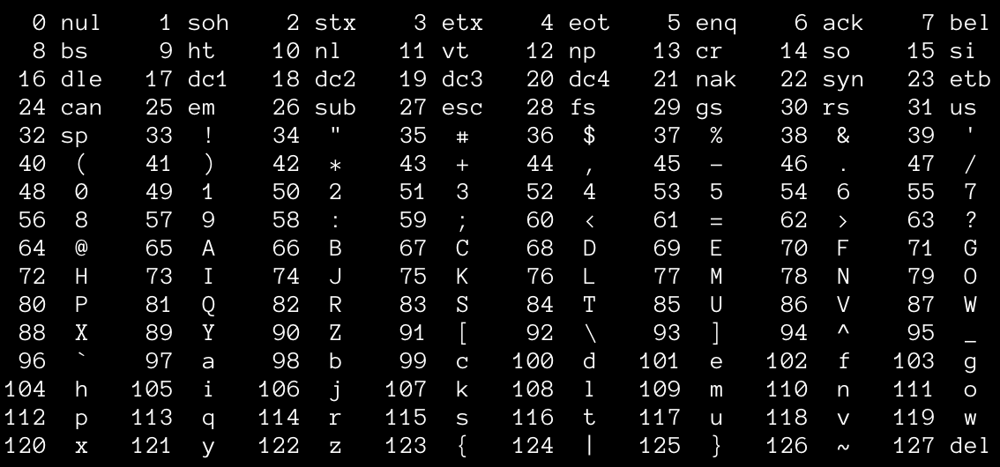 0 nul 1 soh 2 stx 3 etx 4 eot 5 enq 6 ack 7 bel
8 bs 9 ht 10 nl 11 vt 12 np 13 cr 14 so 15 si
16 dle 17 dc1 18 dc2 19 dc3 20 dc4 21 nak 22 syn 23 etb
24 can 25 em 26 sub 27 esc 28 fs 29 gs 30 rs 31 us
32 sp 33 ! 34 " 35 # 36 $ 37 % 38 & 39 '
40 ( 41 ) 42 * 43 + 44 , 45 - 46 . 47 /
48 0 49 1 50 2 51 3 52 4 53 5 54 6 55 7
56 8 57 9 58 : 59 ; 60 < 61 = 62 > 63 ?
64 @ 65 A 66 B 67 C 68 D 69 E 70 F 71 G
72 H 73 I 74 J 75 K 76 L 77 M 78 N 79 O
80 P 81 Q 82 R 83 S 84 T 85 U 86 V 87 W
88 X 89 Y 90 Z 91 [ 92 \ 93 ] 94 ^ 95 _
96 ` 97 a 98 b 99 c 100 d 101 e 102 f 103 g
104 h 105 i 106 j 107 k 108 l 109 m 110 n 111 o
112 p 113 q 114 r 115 s 116 t 117 u 118 v 119 w
120 x 121 y 122 z 123 { 124 | 125 } 126 ~ 127 del